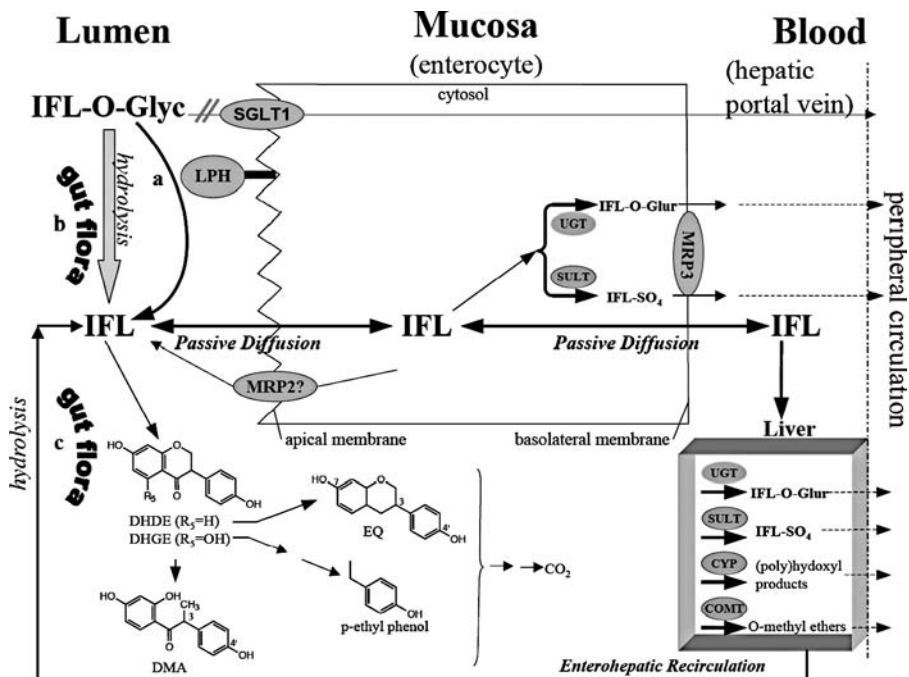 Lumen
Mucosa
Blood
(enterocyte)
(hepatic
portal vein)
cytosol
IFL-O-Glyc
SGLT1
hydrolysis
a
LPH
b
gut flora
IFL-O-Glur
UGT
MRP3
SULT
IFL-SO₄
peripheral circulation
IFL
IFL
IFL
Passive Diffusion
Passive Diffusion
MRP2?
hydrolysis
c
gut flora
apical membrane
basolateral membrane
Liver
HO
O
R₅
O
OH
DHDE (R₅=H)
DHGE (R₅=OH)
HO
7
O
3
4'
OH
EQ
CO₂
OH
p-ethyl phenol
HO
OH
CH₃
3
O
4'
OH
DMA
UGT
IFL-O-Glur
SULT
IFL-SO₄
CYP
(poly)hydoxyl
products
COMT
O-methyl ethers
Enterohepatic Recirculation